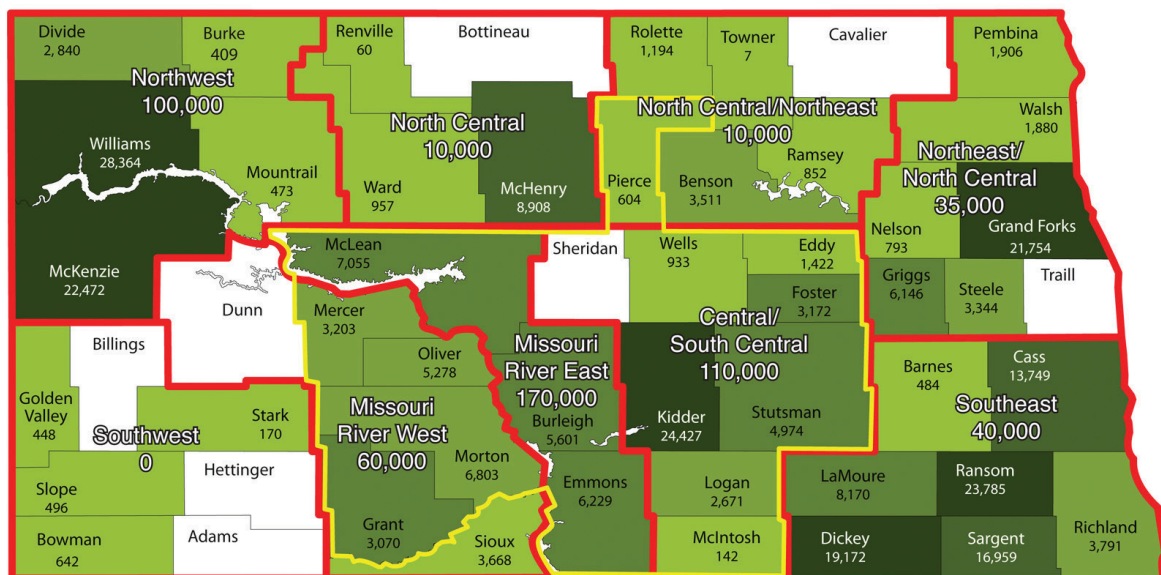 Divide
2,840
Burke
409
Renville
60
Bottineau
Rolette
1,194
Towner
7
Cavalier
Pembina
1,906
Northwest
100,000
North Central
10,000
North Central/Northeast
10,000
Walsh
1,880
Williams
28,364
Mountrail
473
Ward
957
McHenry
8,908
Pierce
604
Benson
3,511
Ramsey
852
Northeast/
North Central
35,000
Nelson
793
Grand Forks
21,754
McKenzie
22,472
Dunn
McLean
7,055
Sheridan
Wells
933
Eddy
1,422
Foster
3,172
Griggs
6,146
Steele
3,344
Traill
Mercer
3,203
Oliver
5,278
Missouri
River East
170,000
Burleigh
5,601
Central/
South Central
110,000
Kidder
24,427
Stutsman
4,974
Barnes
484
Cass
13,749
Southeast
40,000
Billings
Golden
Valley
448
Stark
170
Southwest
0
Missouri
River West
60,000
Morton
6,803
Hettinger
Slope
496
Bowman
642
Adams
Grant
3,070
Sioux
3,668
Emmons
6,229
Logan
2,671
McIntosh
142
LaMoure
8,170
Ransom
23,785
Dickey
19,172
Sargent
16,959
Richland
3,791